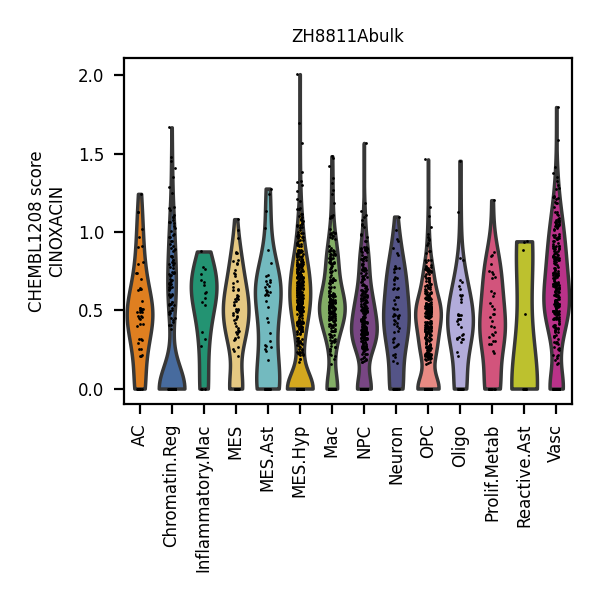 ZH8811Abulk
CHEMBL1208 score
CINOXACIN
2.0
1.5
1.0
0.5
0.0
AC
Chromatin.Reg
Inflammatory.Mac
MES
MES.Ast
MES.Hyp
Mac
NPC
Neuron
OPC
Oligo
Prolif.Metab
Reactive.Ast
Vasc